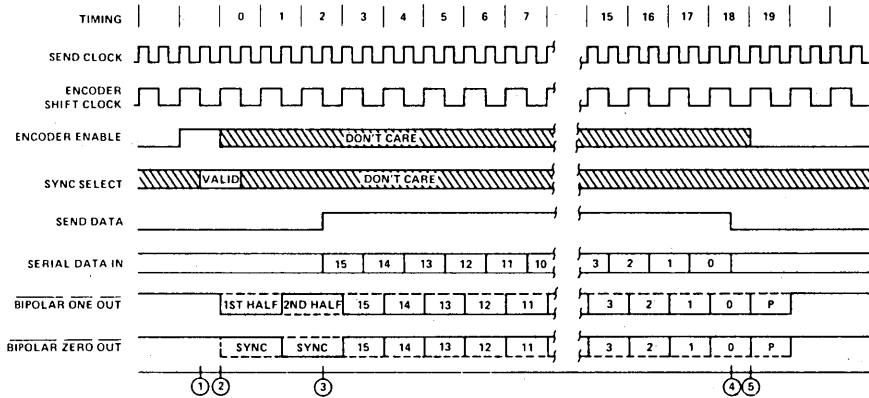 TIMING 0 1 2 3 4 5 6 7 15 16 17 18 19
SEND CLOCK
ENCODER
SHIFT CLOCK
ENCODER ENABLE DON'T CARE
SYNC SELECT VALID DON'T CARE
SEND DATA
SERIAL DATA IN 15 14 13 12 11 10 3 2 1 0
BIPOLAR ONE OUT 1ST HALF 2ND HALF 15 14 13 12 11 3 2 1 0 P
BIPOLAR ZERO OUT SYNC SYNC 15 14 13 12 11 3 2 1 0 P
1 2 3 4 5